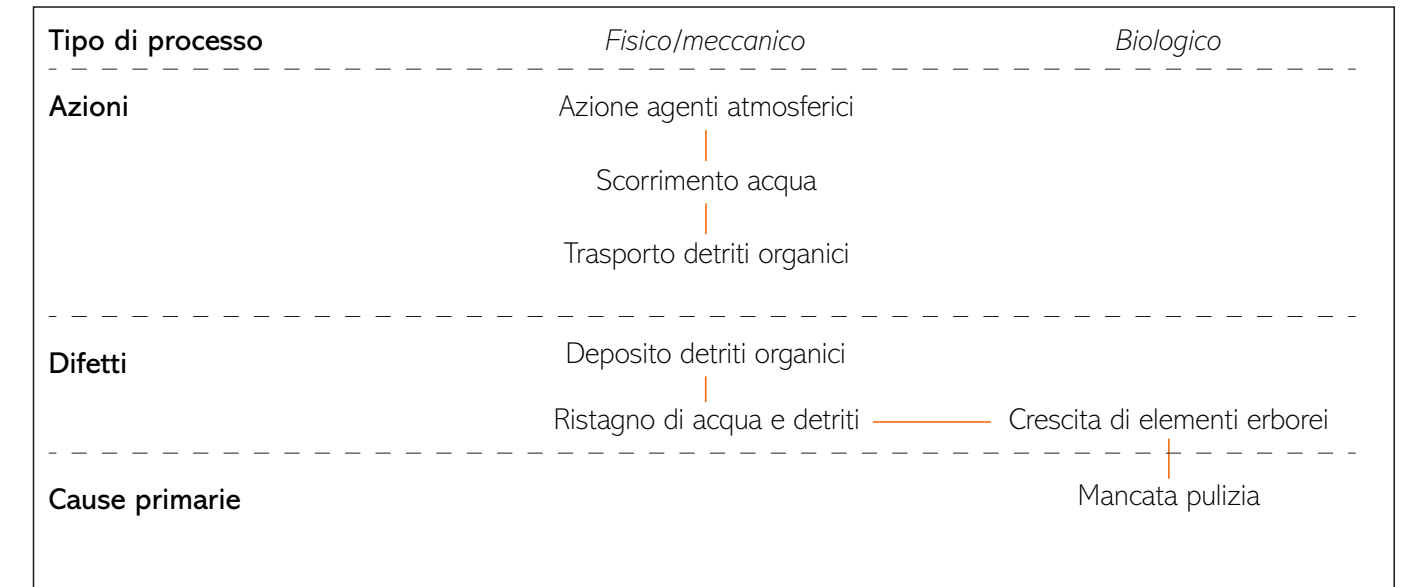 Tipo di processo Fisico/meccanico Biologico
Azioni Azione agenti atmosferici
Scorrimento acqua
Trasporto detriti organici
Difetti Deposito detriti organici
Ristagno di acqua e detriti Crescita di elementi erborei
Cause primarie Mancata pulizia